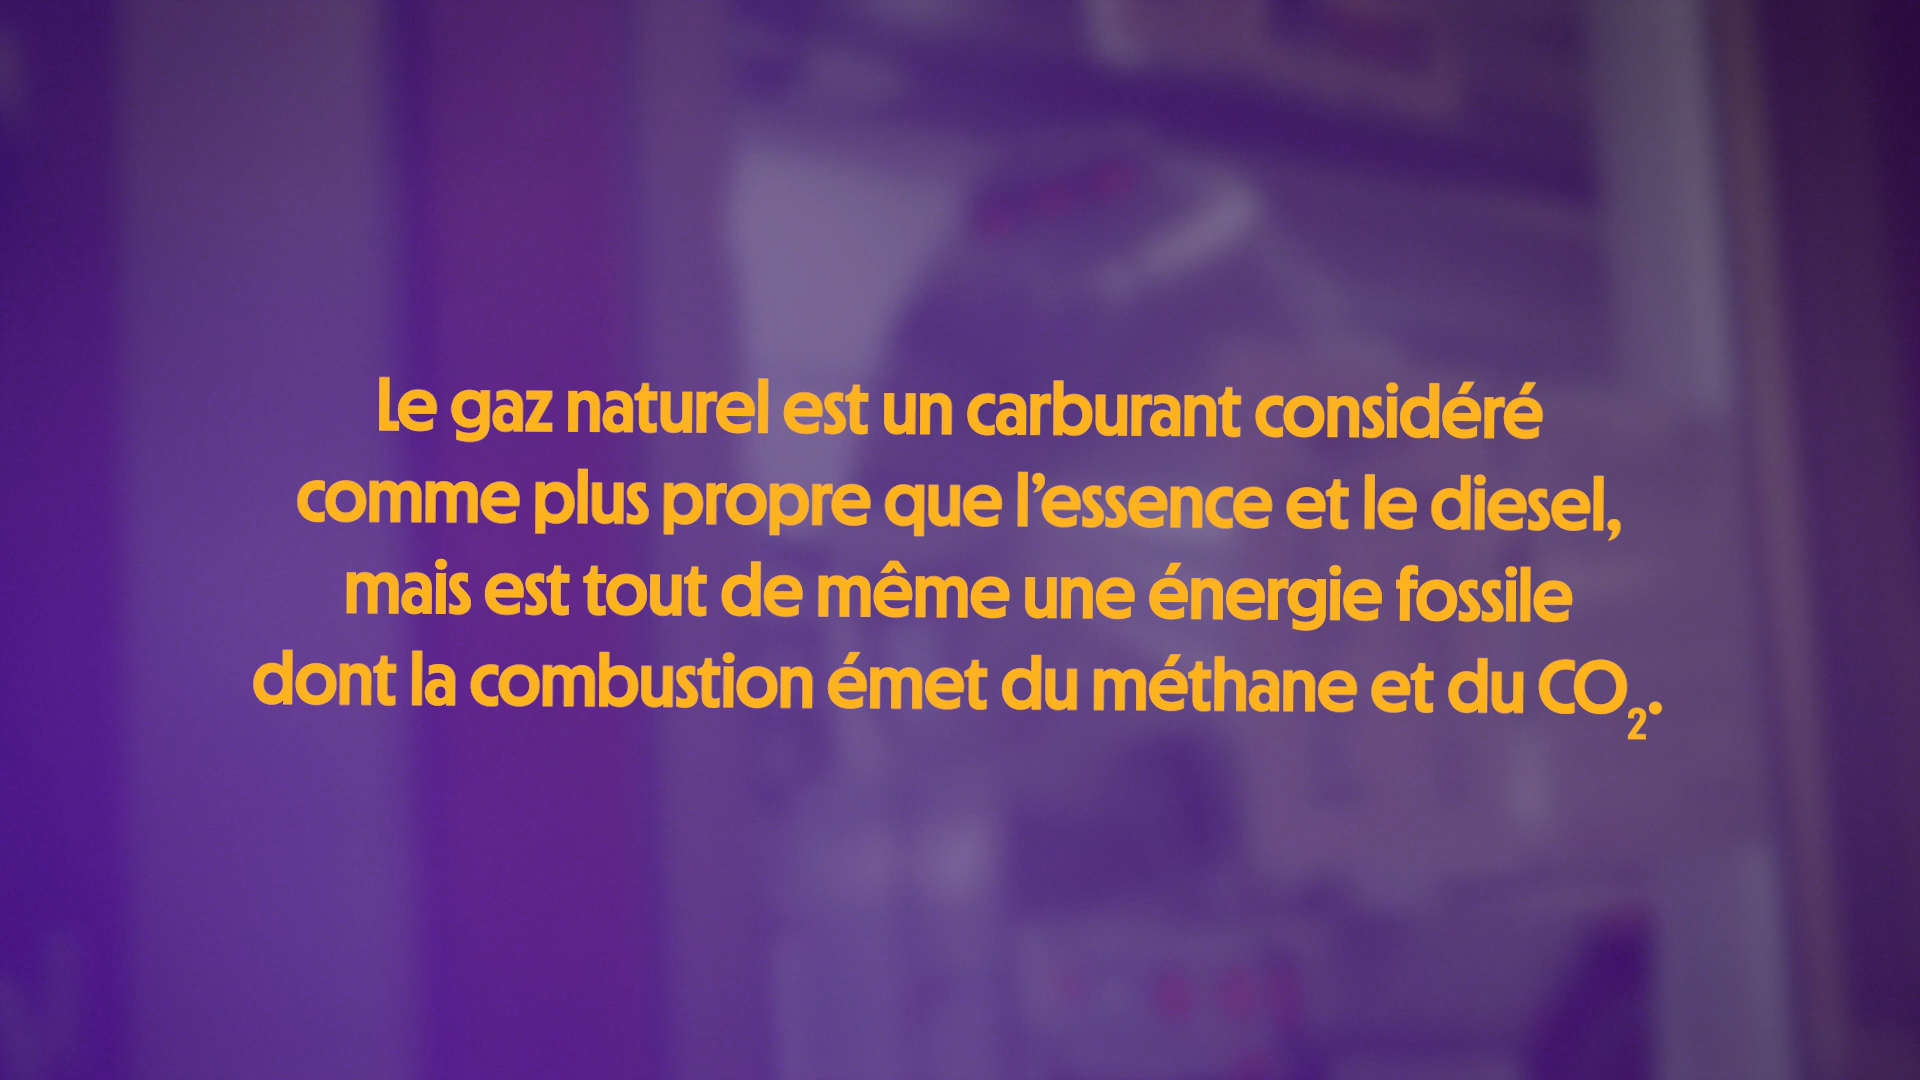 Le gaz naturel est un carburant considéré
comme plus propre que l’essence et le diesel,
mais est tout de même une énergie fossile
dont la combustion émet du méthane et du CO₂.